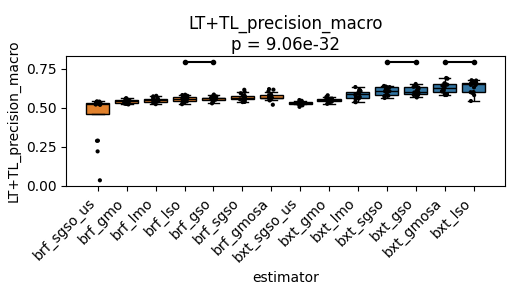 LT+TL_precision_macro
p = 9.06e-32
LT+TL_precision_macro
0.75
0.50
0.25
0.00
brf_sgso_us
brf_gmo
brf_lmo
brf_lso
brf_gso
brf_sgso
brf_gmosa
bxt_sgso_us
bxt_gmo
bxt_lmo
bxt_sgso
bxt_gso
bxt_gmosa
bxt_lso
estimator